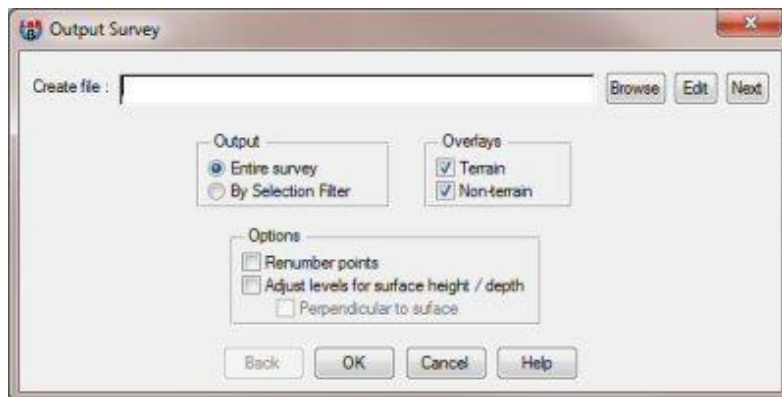 Output Survey
Create file :
Browse Edit Next
Output
Entire survey
By Selection Filter
Overlays
Terrain
Non-terrain
Options
Renumber points
Adjust levels for surface height / depth
Perpendicular to suface
Back OK Cancel Help